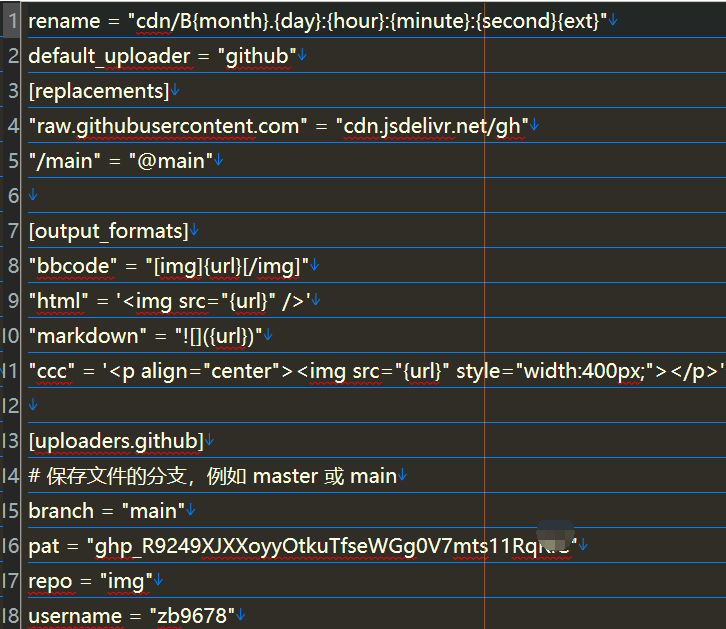 1 rename = "cdn/B{month}.{day}:{hour}:{minute}:{second}{ext}"↓
2 default_uploader = "github"↓
3 [replacements]↓
4 "raw.githubusercontent.com" = "cdn.jsdelivr.net/gh"↓
5 "/main" = "@main"↓
6 ↓
7 [output_formats]↓
8 "bbcode" = "[img]{url}[/img]"↓
9 "html" = '<img src="{url}" />'↓
10 "markdown" = "![]({url})"↓
11 "ccc" = '<p align="center"><img src="{url}" style="width:400px;"></p>'
12 ↓
13 [uploaders.github]↓
14 # 保存文件的分支，例如 master 或 main↓
15 branch = "main"↓
16 pat = ↓
17 repo = "img"↓
18 username = "zb9678"↓